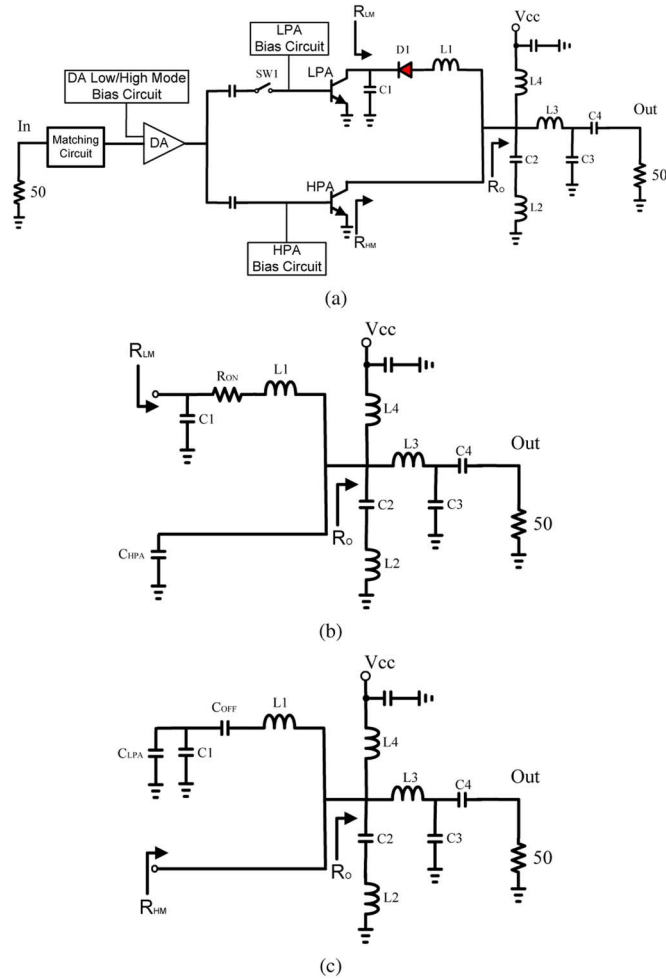 LPA
Bias Circuit
RLM
DA Low/High Mode
Bias Circuit
SW1
LPA
D1
L1
Vcc
C1
L4
In
Matching
Circuit
DA
L3
C4
Out
50
HPA
RO
C2
C3
50
RHM
L2
HPA
Bias Circuit
(a)
RLM
RON
L1
Vcc
C1
L4
L3
C4
Out
RO
C2
C3
50
CHPA
L2
(b)
Vcc
COFF
L1
CLPA
C1
L4
L3
C4
Out
RO
C2
C3
50
RHM
L2
(c)